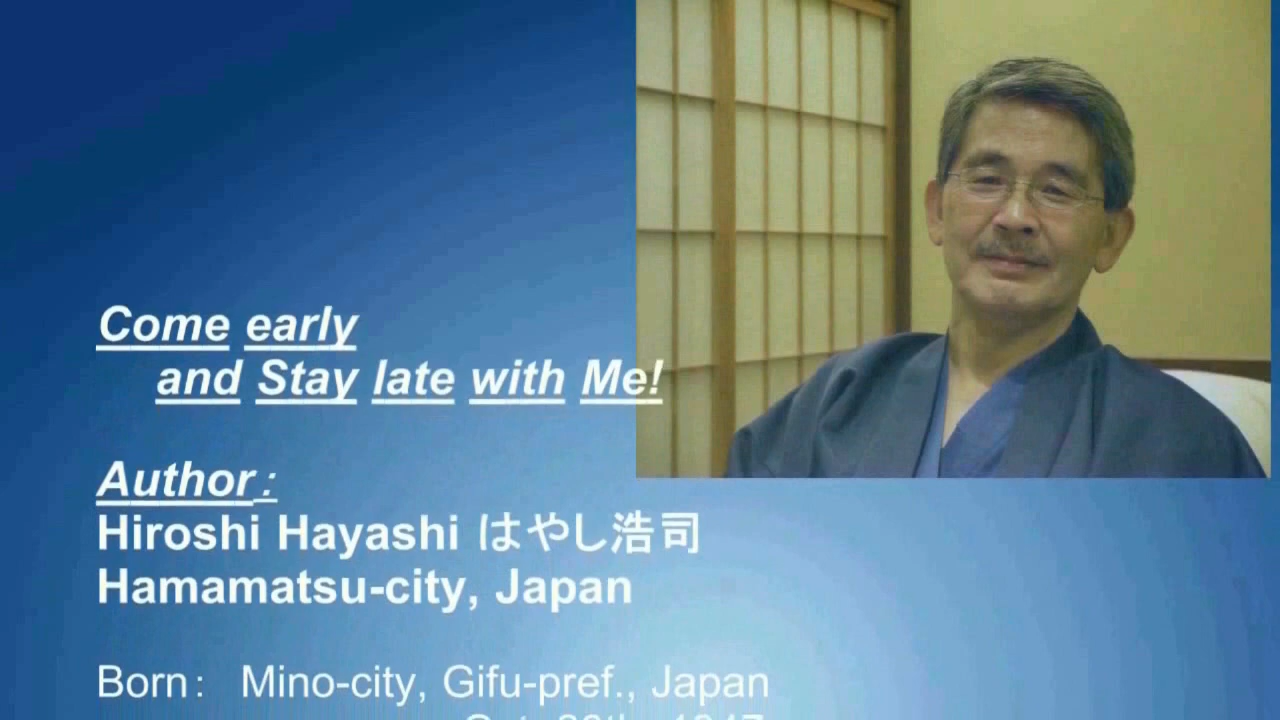 Come early
and Stay late with Me!
Author :
Hiroshi Hayashi はやし浩司
Hamamatsu-city, Japan
Born : Mino-city, Gifu-pref., Japan